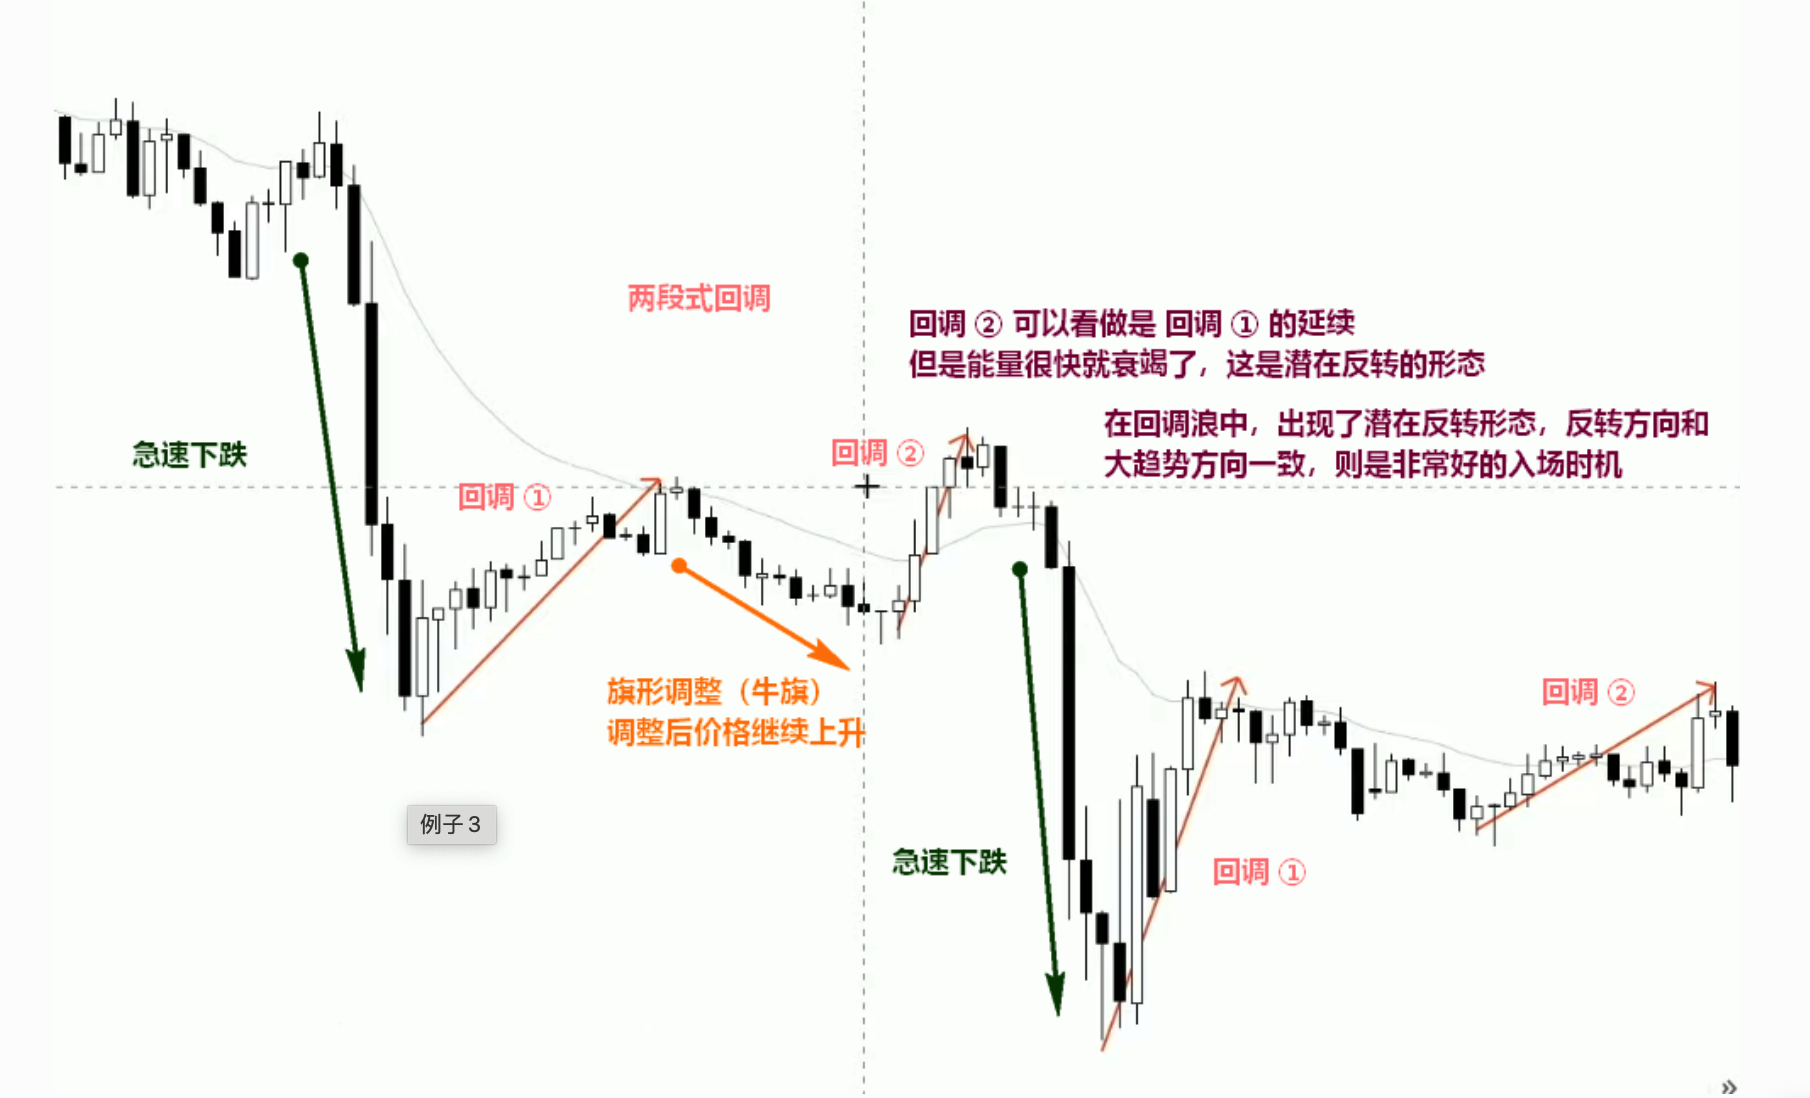 两段式回调
回调 ② 可以看做是 回调 ① 的延续
但是能量很快就衰竭了，这是潜在反转的形态
在回调浪中，出现了潜在反转形态，反转方向和
大趋势方向一致，则是非常好的入场时机
急速下跌
回调 ①
回调 ②
旗形调整（牛旗）
调整后价格继续上升
回调 ②
例子 3
急速下跌
回调 ①
»